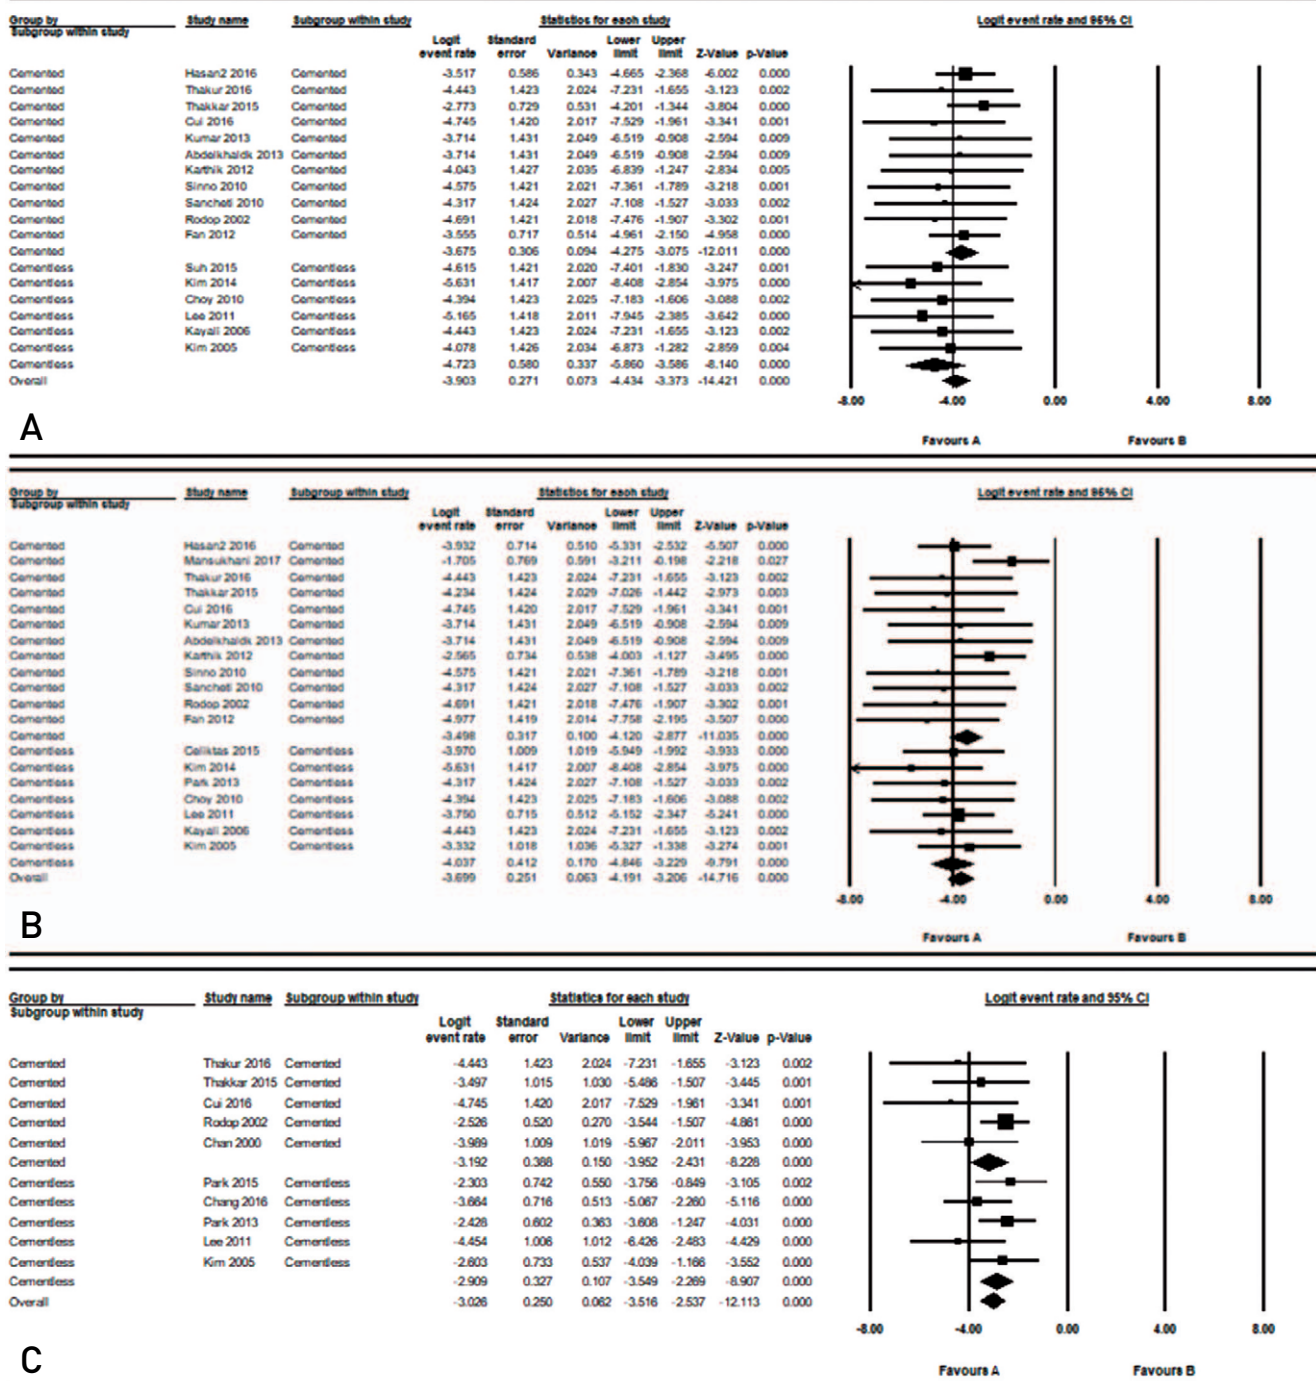 Group by Study name Subgroup within study Statistics for each study Logit event rate and 95% CI
Subgroup within study
Logit Standard Lower Upper
event rate error Variance limit limit Z-Value p-Value
Cemented Hasan2 2016 Cemented -3.517 0.586 0.343 -4.665 -2.368 -6.002 0.000
Cemented Thakur 2016 Cemented -4.443 1.423 2.024 -7.231 -1.655 -3.123 0.002
Cemented Thakkar 2015 Cemented -2.773 0.729 0.531 -4.201 -1.344 -3.804 0.000
Cemented Cui 2016 Cemented -4.745 1.420 2.017 -7.529 -1.961 -3.341 0.001
Cemented Kumar 2013 Cemented -3.714 1.431 2.049 -6.519 -0.908 -2.594 0.009
Cemented Abdelkhaldk 2013 Cemented -3.714 1.431 2.049 -6.519 -0.908 -2.594 0.009
Cemented Karthik 2012 Cemented -4.043 1.427 2.035 -6.839 -1.247 -2.834 0.005
Cemented Sinno 2010 Cemented -4.575 1.421 2.021 -7.361 -1.789 -3.218 0.001
Cemented Sancheti 2010 Cemented -4.317 1.424 2.027 -7.108 -1.527 -3.033 0.002
Cemented Rodop 2002 Cemented -4.691 1.421 2.018 -7.476 -1.907 -3.302 0.001
Cemented Fan 2012 Cemented -3.555 0.717 0.514 -4.961 -2.150 -4.958 0.000
Cemented -3.675 0.306 0.094 -4.275 -3.075 -12.011 0.000
Cementless Suh 2015 Cementless -4.615 1.421 2.020 -7.401 -1.830 -3.247 0.001
Cementless Kim 2014 Cementless -5.631 1.417 2.007 -8.408 -2.854 -3.975 0.000
Cementless Choy 2010 Cementless -4.394 1.423 2.025 -7.183 -1.606 -3.088 0.002
Cementless Lee 2011 Cementless -5.165 1.418 2.011 -7.945 -2.385 -3.642 0.000
Cementless Kayali 2006 Cementless -4.443 1.423 2.024 -7.231 -1.655 -3.123 0.002
Cementless Kim 2005 Cementless -4.078 1.426 2.034 -6.873 -1.282 -2.859 0.004
Cementless -4.723 0.580 0.337 -5.860 -3.586 -8.140 0.000
Overall -3.903 0.271 0.073 -4.434 -3.373 -14.421 0.000
-8.00 -4.00 0.00 4.00 8.00
A
Favours A Favours B
Group by Study name Subgroup within study Statistics for each study Logit event rate and 95% CI
Subgroup within study
Logit Standard Lower Upper
event rate error Variance limit limit Z-Value p-Value
Cemented Hasan2 2016 Cemented -3.932 0.714 0.510 -5.331 -2.532 -5.507 0.000
Cemented Mansukhani 2017 Cemented -1.705 0.769 0.591 -3.211 -0.198 -2.218 0.027
Cemented Thakur 2016 Cemented -4.443 1.423 2.024 -7.231 -1.655 -3.123 0.002
Cemented Thakkar 2015 Cemented -4.234 1.424 2.029 -7.026 -1.442 -2.973 0.003
Cemented Cui 2016 Cemented -4.745 1.420 2.017 -7.529 -1.961 -3.341 0.001
Cemented Kumar 2013 Cemented -3.714 1.431 2.049 -6.519 -0.908 -2.594 0.009
Cemented Abdelkhaldk 2013 Cemented -3.714 1.431 2.049 -6.519 -0.908 -2.594 0.009
Cemented Karthik 2012 Cemented -2.565 0.734 0.538 -4.003 -1.127 -3.495 0.000
Cemented Sinno 2010 Cemented -4.575 1.421 2.021 -7.361 -1.789 -3.218 0.001
Cemented Sancheti 2010 Cemented -4.317 1.424 2.027 -7.108 -1.527 -3.033 0.002
Cemented Rodop 2002 Cemented -4.691 1.421 2.018 -7.476 -1.907 -3.302 0.001
Cemented Fan 2012 Cemented -4.977 1.419 2.014 -7.758 -2.195 -3.507 0.000
Cemented -3.498 0.317 0.100 -4.120 -2.877 -11.035 0.000
Cementless Celiktas 2015 Cementless -3.970 1.009 1.019 -5.949 -1.992 -3.933 0.000
Cementless Kim 2014 Cementless -5.631 1.417 2.007 -8.408 -2.854 -3.975 0.000
Cementless Park 2013 Cementless -4.317 1.424 2.027 -7.108 -1.527 -3.033 0.002
Cementless Choy 2010 Cementless -4.394 1.423 2.025 -7.183 -1.606 -3.088 0.002
Cementless Lee 2011 Cementless -3.750 0.715 0.512 -5.152 -2.347 -5.241 0.000
Cementless Kayali 2006 Cementless -4.443 1.423 2.024 -7.231 -1.655 -3.123 0.002
Cementless Kim 2005 Cementless -3.332 1.018 1.036 -5.327 -1.338 -3.274 0.001
Cementless -4.037 0.412 0.170 -4.846 -3.229 -9.791 0.000
Overall -3.699 0.251 0.063 -4.191 -3.206 -14.716 0.000
-8.00 -4.00 0.00 4.00 8.00
B
Favours A Favours B
Group by Study name Subgroup within study Statistics for each study Logit event rate and 95% CI
Subgroup within study
Logit Standard Lower Upper
event rate error Variance limit limit Z-Value p-Value
Cemented Thakur 2016 Cemented -4.443 1.423 2.024 -7.231 -1.655 -3.123 0.002
Cemented Thakkar 2015 Cemented -3.497 1.015 1.030 -5.486 -1.507 -3.445 0.001
Cemented Cui 2016 Cemented -4.745 1.420 2.017 -7.529 -1.961 -3.341 0.001
Cemented Rodop 2002 Cemented -2.526 0.520 0.270 -3.544 -1.507 -4.861 0.000
Cemented Chan 2000 Cemented -3.989 1.009 1.019 -5.967 -2.011 -3.953 0.000
Cemented -3.192 0.388 0.150 -3.952 -2.431 -8.228 0.000
Cementless Park 2015 Cementless -2.303 0.742 0.550 -3.756 -0.849 -3.105 0.002
Cementless Chang 2016 Cementless -3.664 0.716 0.513 -5.067 -2.260 -5.116 0.000
Cementless Park 2013 Cementless -2.428 0.602 0.363 -3.608 -1.247 -4.031 0.000
Cementless Lee 2011 Cementless -4.454 1.006 1.012 -6.426 -2.483 -4.429 0.000
Cementless Kim 2005 Cementless -2.603 0.733 0.537 -4.039 -1.166 -3.552 0.000
Cementless -2.909 0.327 0.107 -3.549 -2.269 -8.907 0.000
Overall -3.026 0.250 0.062 -3.516 -2.537 -12.113 0.000
-8.00 -4.00 0.00 4.00 8.00
C
Favours A Favours B